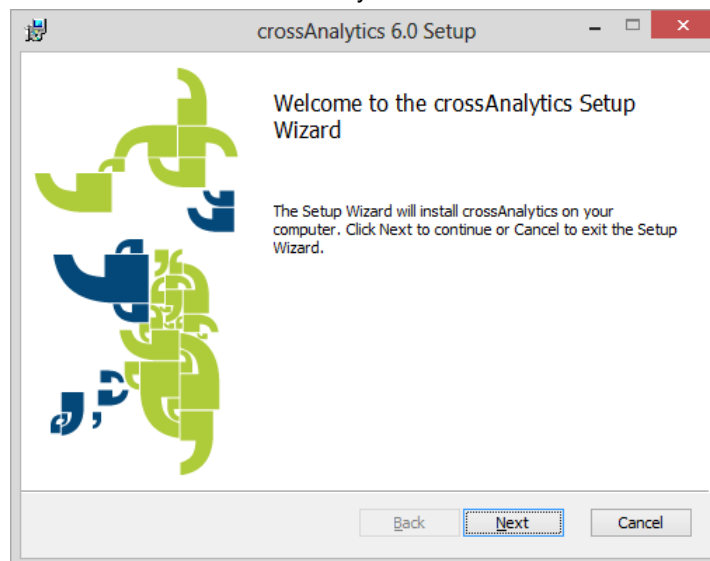 crossAnalytics 6.0 Setup
Welcome to the crossAnalytics Setup
Wizard
The Setup Wizard will install crossAnalytics on your
computer. Click Next to continue or Cancel to exit the Setup
Wizard.
Back Next Cancel